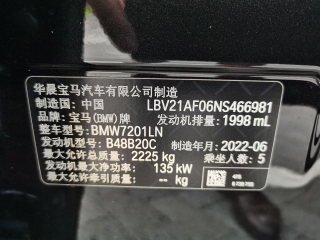 华晨宝马汽车有限公司制造
制造国: 中国 LBV21AF06NS466981
品牌: 宝马(BMW)牌 发动机排量: 1998 mL
整车型号: BMW7201LN
发动机型号: B48B20C 制造年月: 2022-06
最大允许总质量: 2225 kg 乘坐人数: 5
发动机最大净功率: 135 kW
最大允许牵引质量: -- kg